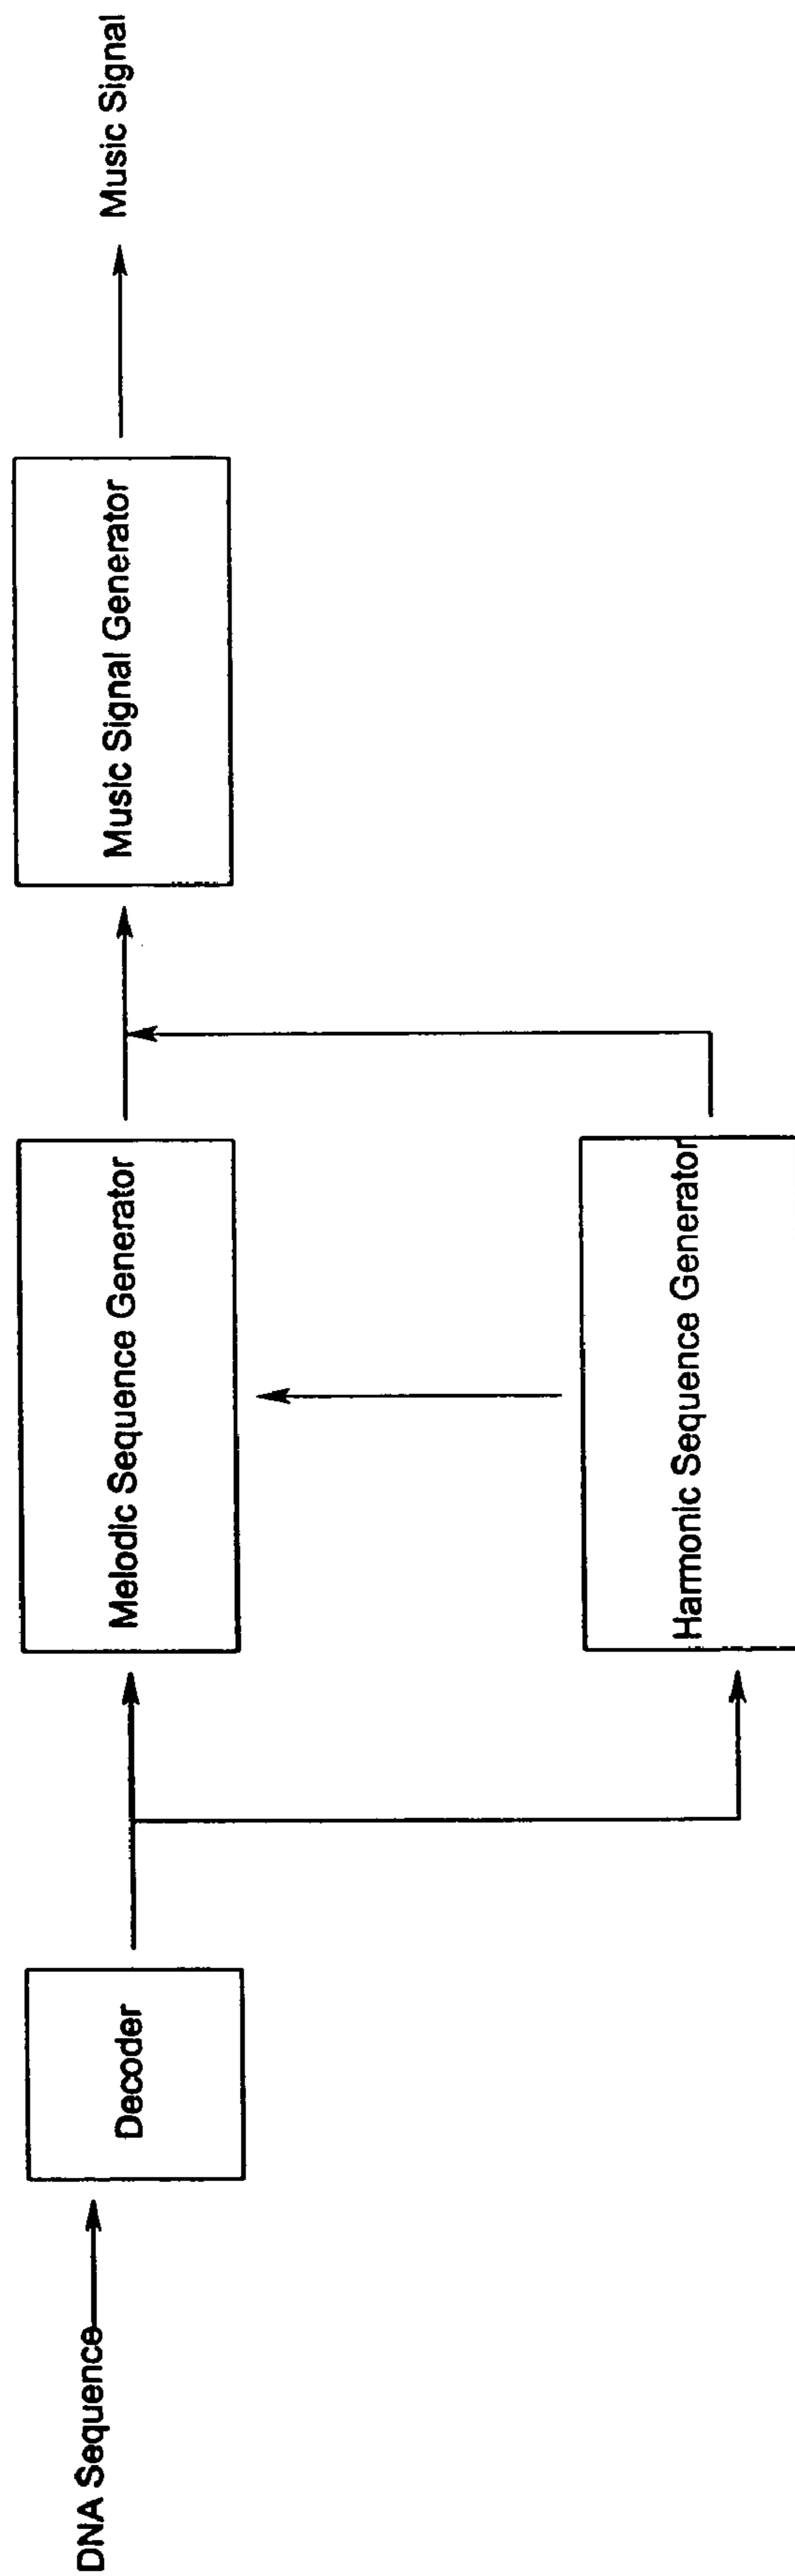 DNA Sequence
Decoder
Melodic Sequence Generator
Harmonic Sequence Generator
Music Signal Generator
Music Signal